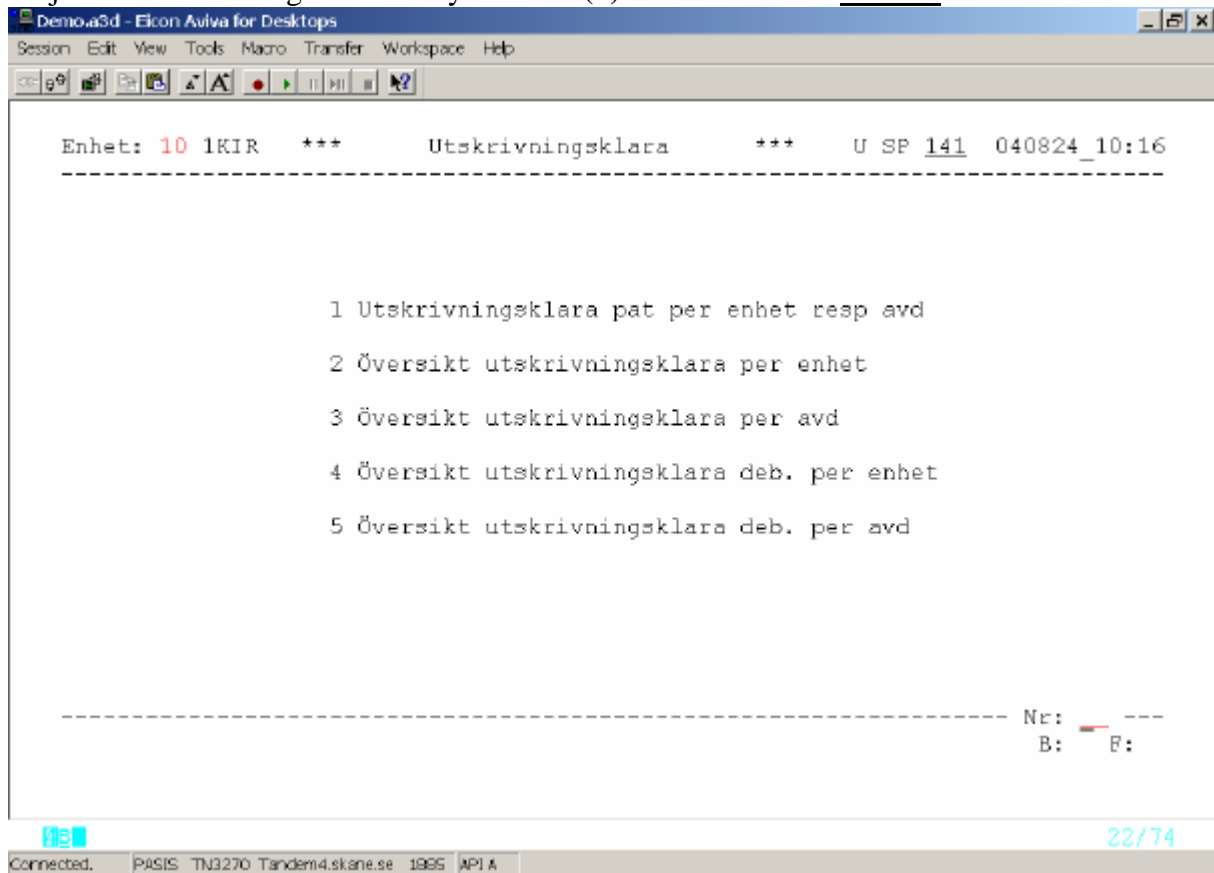 Demo.a3d - Eicon Aviva for Desktops
Session Edit View Tools Macro Transfer Workspace Help
Enhet: 10 1KIR *** Utskrivningsklara *** U SP 141 040824_10:16
1 Utskrivningsklara pat per enhet resp avd
2 Översikt utskrivningsklara per enhet
3 Översikt utskrivningsklara per avd
4 Översikt utskrivningsklara deb. per enhet
5 Översikt utskrivningsklara deb. per avd
Nr: __ ---
B: F:
22/74
Connected. PASIS TN3270 Tandem4.skane.se 1985 API A